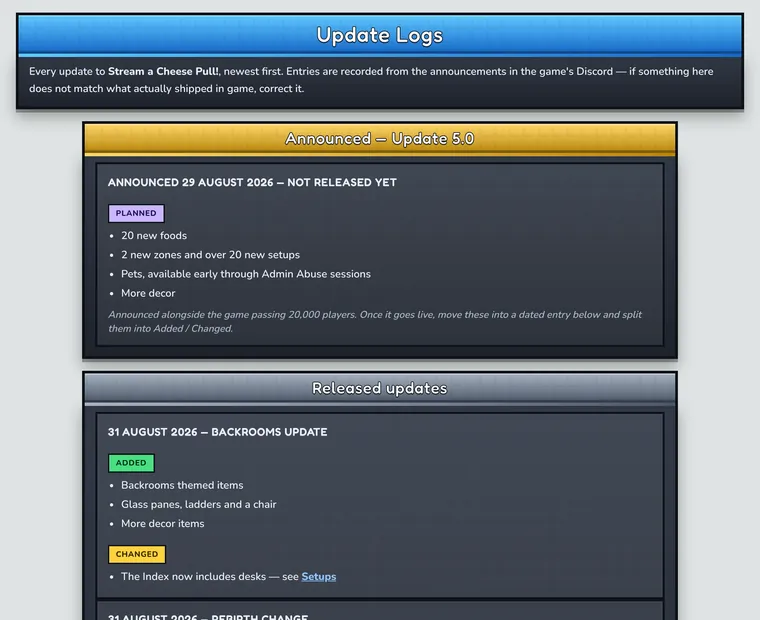 Update Logs
Every update to Stream a Cheese Pull!, newest first. Entries are recorded from the announcements in the game's Discord — if something here
does not match what actually shipped in game, correct it.
Announced — Update 5.0
ANNOUNCED 29 AUGUST 2026 — NOT RELEASED YET
PLANNED
• 20 new foods
• 2 new zones and over 20 new setups
• Pets, available early through Admin Abuse sessions
• More decor
Announced alongside the game passing 20,000 players. Once it goes live, move these into a dated entry below and split
them into Added / Changed.
Released updates
31 AUGUST 2026 — BACKROOMS UPDATE
ADDED
• Backrooms themed items
• Glass panes, ladders and a chair
• More decor items
CHANGED
• The Index now includes desks — see Setups
31 AUGUST 2026 — REBIRTH CHANGE